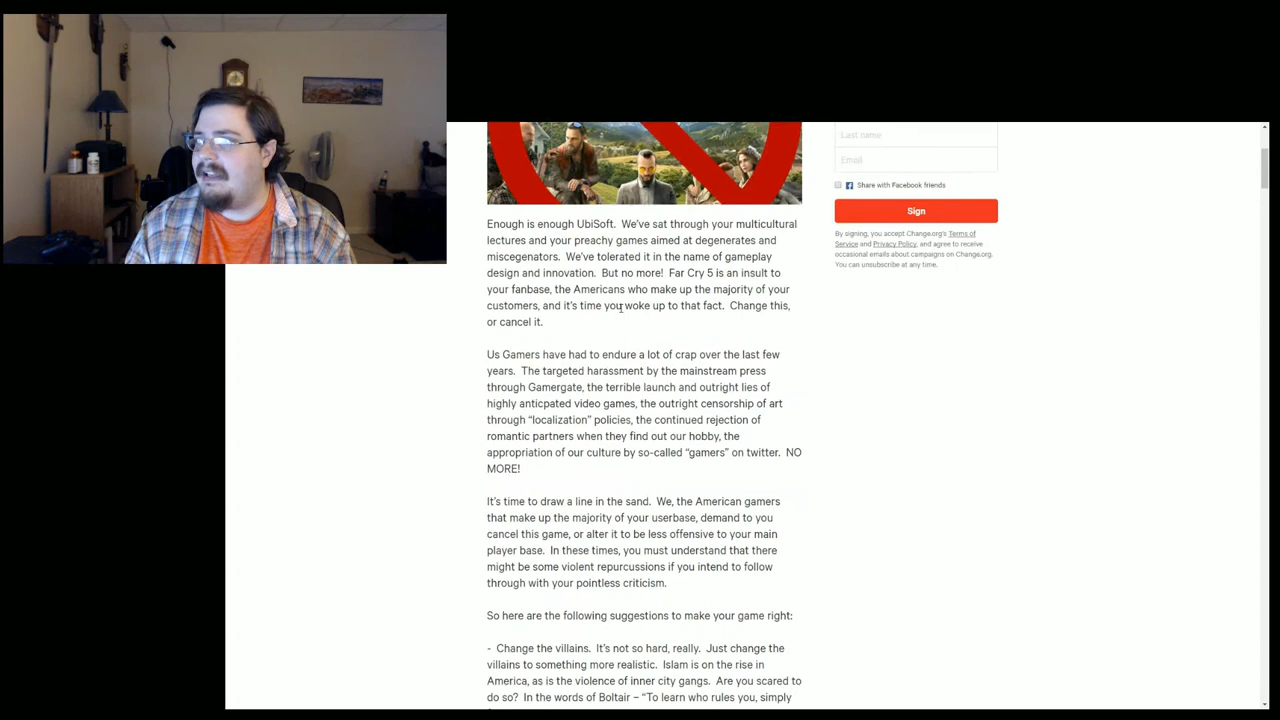 Last name
Email
Share with Facebook friends
Sign
By signing, you accept Change.org's Terms of
Service and Privacy Policy, and agree to receive
occasional emails about campaigns on Change.org.
You can unsubscribe at any time.
Enough is enough UbiSoft. We've sat through your multicultural
lectures and your preachy games aimed at degenerates and
miscegenators. We've tolerated it in the name of gameplay
design and innovation. But no more! Far Cry 5 is an insult to
your fanbase, the Americans who make up the majority of your
customers, and it's time you woke up to that fact. Change this,
or cancel it.
Us Gamers have had to endure a lot of crap over the last few
years. The targeted harassment by the mainstream press
through Gamergate, the terrible launch and outright lies of
highly anticpated video games, the outright censorship of art
through "localization" policies, the continued rejection of
romantic partners when they find out our hobby, the
appropriation of our culture by so-called "gamers" on twitter. NO
MORE!
It's time to draw a line in the sand. We, the American gamers
that make up the majority of your userbase, demand to you
cancel this game, or alter it to be less offensive to your main
player base. In these times, you must understand that there
might be some violent repurcussions if you intend to follow
through with your pointless criticism.
So here are the following suggestions to make your game right:
- Change the villains. It's not so hard, really. Just change the
villains to something more realistic. Islam is on the rise in
America, as is the violence of inner city gangs. Are you scared to
do so? In the words of Boltair – "To learn who rules you, simply